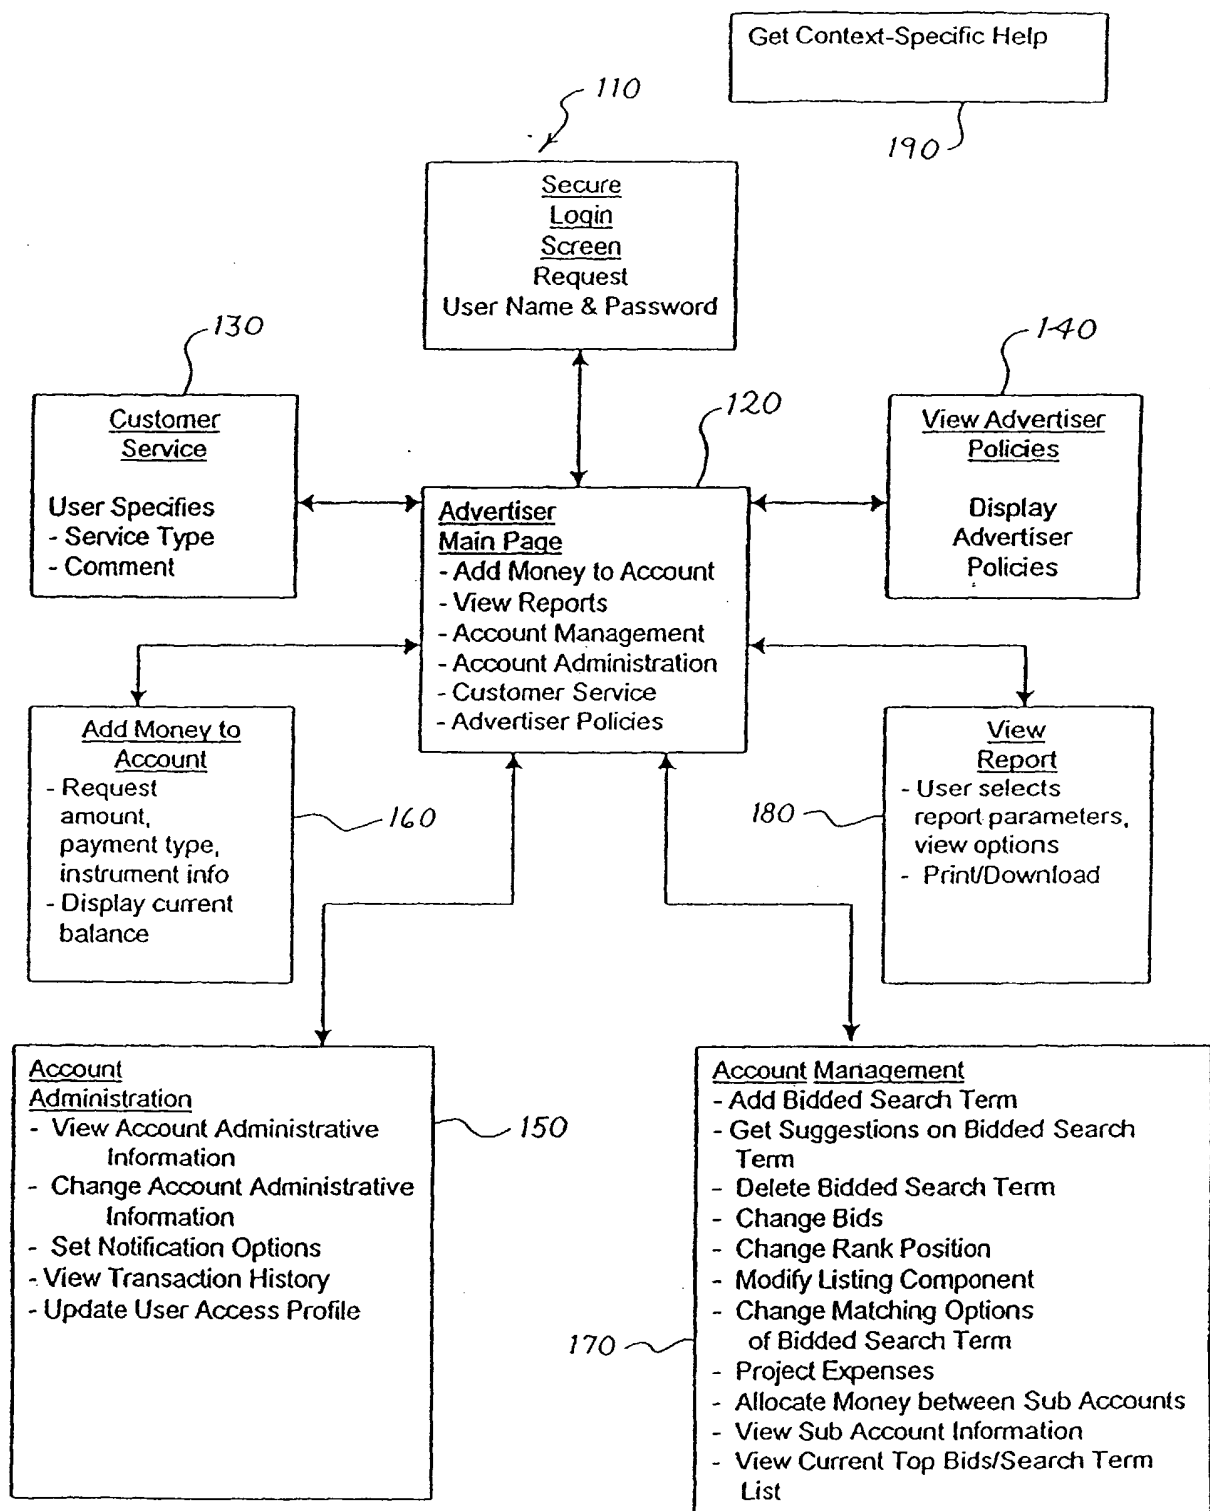 Get Context-Specific Help
190
110
Secure
Login
Screen
Request
User Name & Password
130
Customer
Service
User Specifies
- Service Type
- Comment
120
Advertiser
Main Page
- Add Money to Account
- View Reports
- Account Management
- Account Administration
- Customer Service
- Advertiser Policies
140
View Advertiser
Policies
Display
Advertiser
Policies
Add Money to
Account
- Request
amount,
payment type,
instrument info
- Display current
balance
160
180
View
Report
- User selects
report parameters,
view options
- Print/Download
Account
Administration
- View Account Administrative
Information
- Change Account Administrative
Information
- Set Notification Options
- View Transaction History
- Update User Access Profile
150
170
Account Management
- Add Bidded Search Term
- Get Suggestions on Bidded Search
Term
- Delete Bidded Search Term
- Change Bids
- Change Rank Position
- Modify Listing Component
- Change Matching Options
of Bidded Search Term
- Project Expenses
- Allocate Money between Sub Accounts
- View Sub Account Information
- View Current Top Bids/Search Term
List